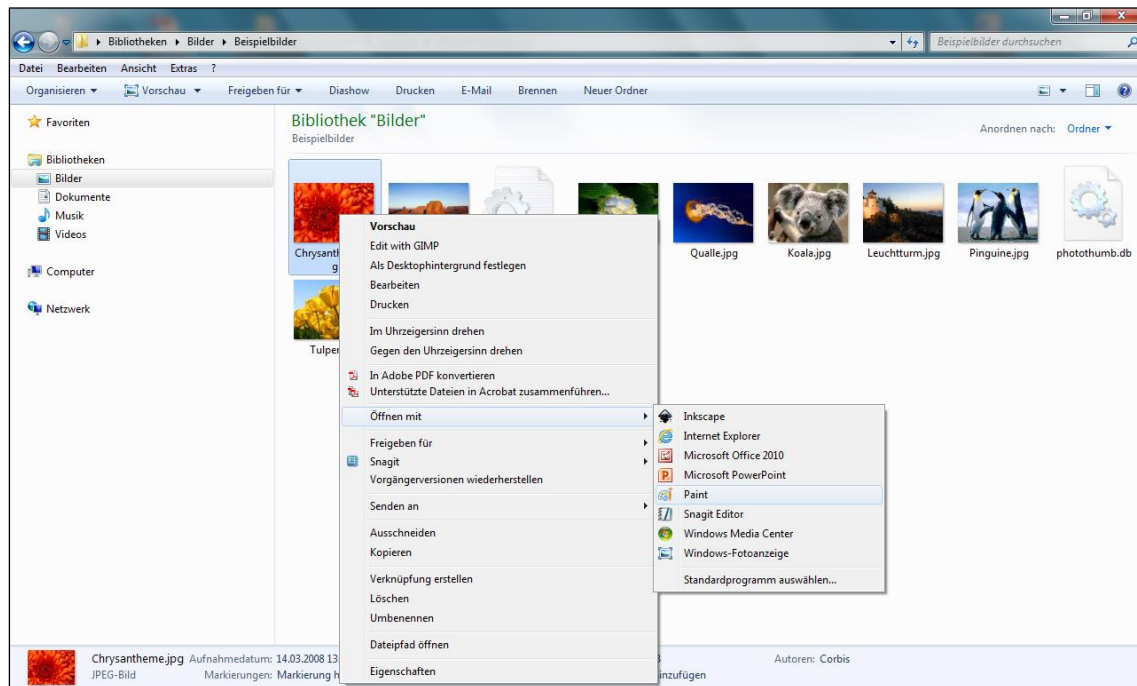 Bibliotheken Bilder Beispielbilder
Beispielbilder durchsuchen
Datei Bearbeiten Ansicht Extras ?
Organisieren Vorschau Freigeben für Diashow Drucken E-Mail Brennen Neuer Ordner
Favoriten
Bibliotheken
Bilder
Dokumente
Musik
Videos
Computer
Netzwerk
Bibliothek "Bilder"
Beispielbilder
Anordnen nach: Ordner
Qualle.jpg Koala.jpg Leuchtturm.jpg Pinguine.jpg photothumb.db
Vorschau
Edit with GIMP
Als Desktophintergrund festlegen
Bearbeiten
Drucken
Im Uhrzeigersinn drehen
Gegen den Uhrzeigersinn drehen
In Adobe PDF konvertieren
Unterstützte Dateien in Acrobat zusammenführen...
Öffnen mit
Freigeben für
Snagit
Vorgängerversionen wiederherstellen
Senden an
Ausschneiden
Kopieren
Verknüpfung erstellen
Löschen
Umbenennen
Dateipfad öffnen
Eigenschaften
Inkscape
Internet Explorer
Microsoft Office 2010
Microsoft PowerPoint
Paint
Snagit Editor
Windows Media Center
Windows-Fotoanzeige
Standardprogramm auswählen...
Chrysantheme.jpg Aufnahmedatum: 14.03.2008 13 Autoren: Corbis
JPEG-Bild Markierungen: Markierung